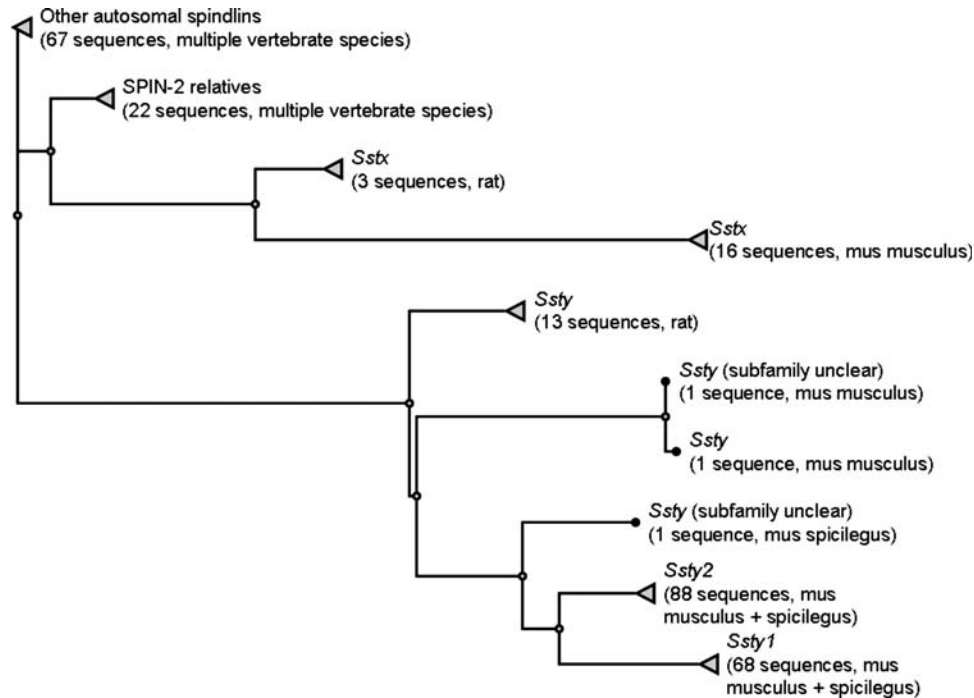 Other autosomal spindlins
(67 sequences, multiple vertebrate species)
SPIN-2 relatives
(22 sequences, multiple vertebrate species)
Sstx
(3 sequences, rat)
Sstx
(16 sequences, mus musculus)
Ssty
(13 sequences, rat)
Ssty (subfamily unclear)
(1 sequence, mus musculus)
Ssty
(1 sequence, mus musculus)
Ssty (subfamily unclear)
(1 sequence, mus spicilegus)
Ssty2
(88 sequences, mus
musculus + spicilegus)
Ssty1
(68 sequences, mus
musculus + spicilegus)